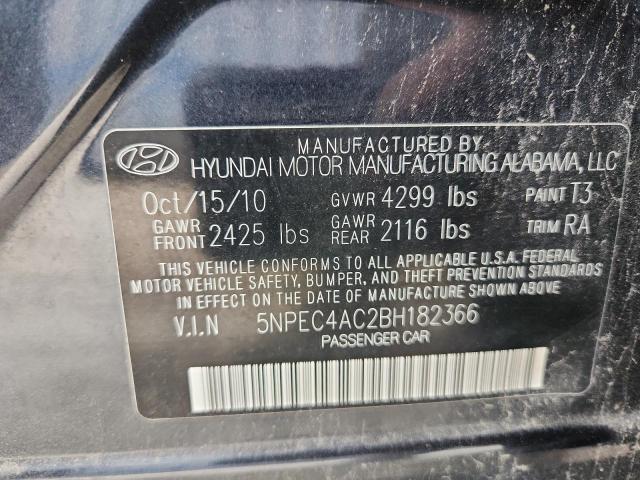 MANUFACTURED BY
HYUNDAI MOTOR MANUFACTURING ALABAMA, LLC
Oct/15/10 GVWR 4299 lbs PAINT T3
GAWR FRONT 2425 lbs GAWR REAR 2116 lbs TRIM RA
THIS VEHICLE CONFORMS TO ALL APPLICABLE U.S.A. FEDERAL
MOTOR VEHICLE SAFETY, BUMPER, AND THEFT PREVENTION STANDARDS
IN EFFECT ON THE DATE OF MANUFACTURE SHOWN ABOVE.
V.I.N 5NPEC4AC2BH182366
PASSENGER CAR